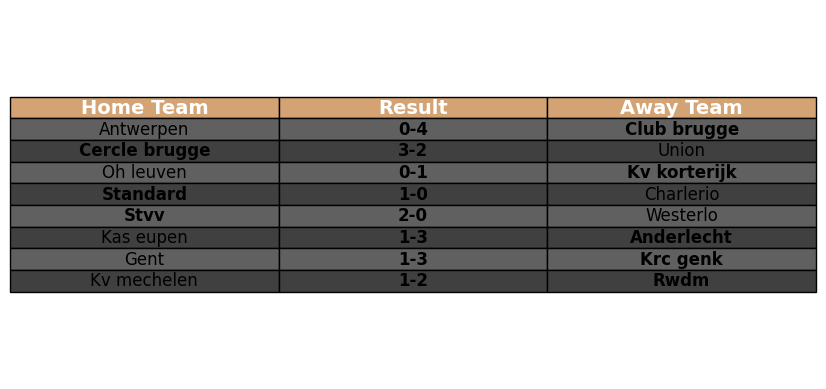 Home Team Result Away Team
Antwerpen 0-4 Club brugge
Cercle brugge 3-2 Union
Oh leuven 0-1 Kv korterijk
Standard 1-0 Charlerio
Stvv 2-0 Westerlo
Kas eupen 1-3 Anderlecht
Gent 1-3 Krc genk
Kv mechelen 1-2 Rwdm